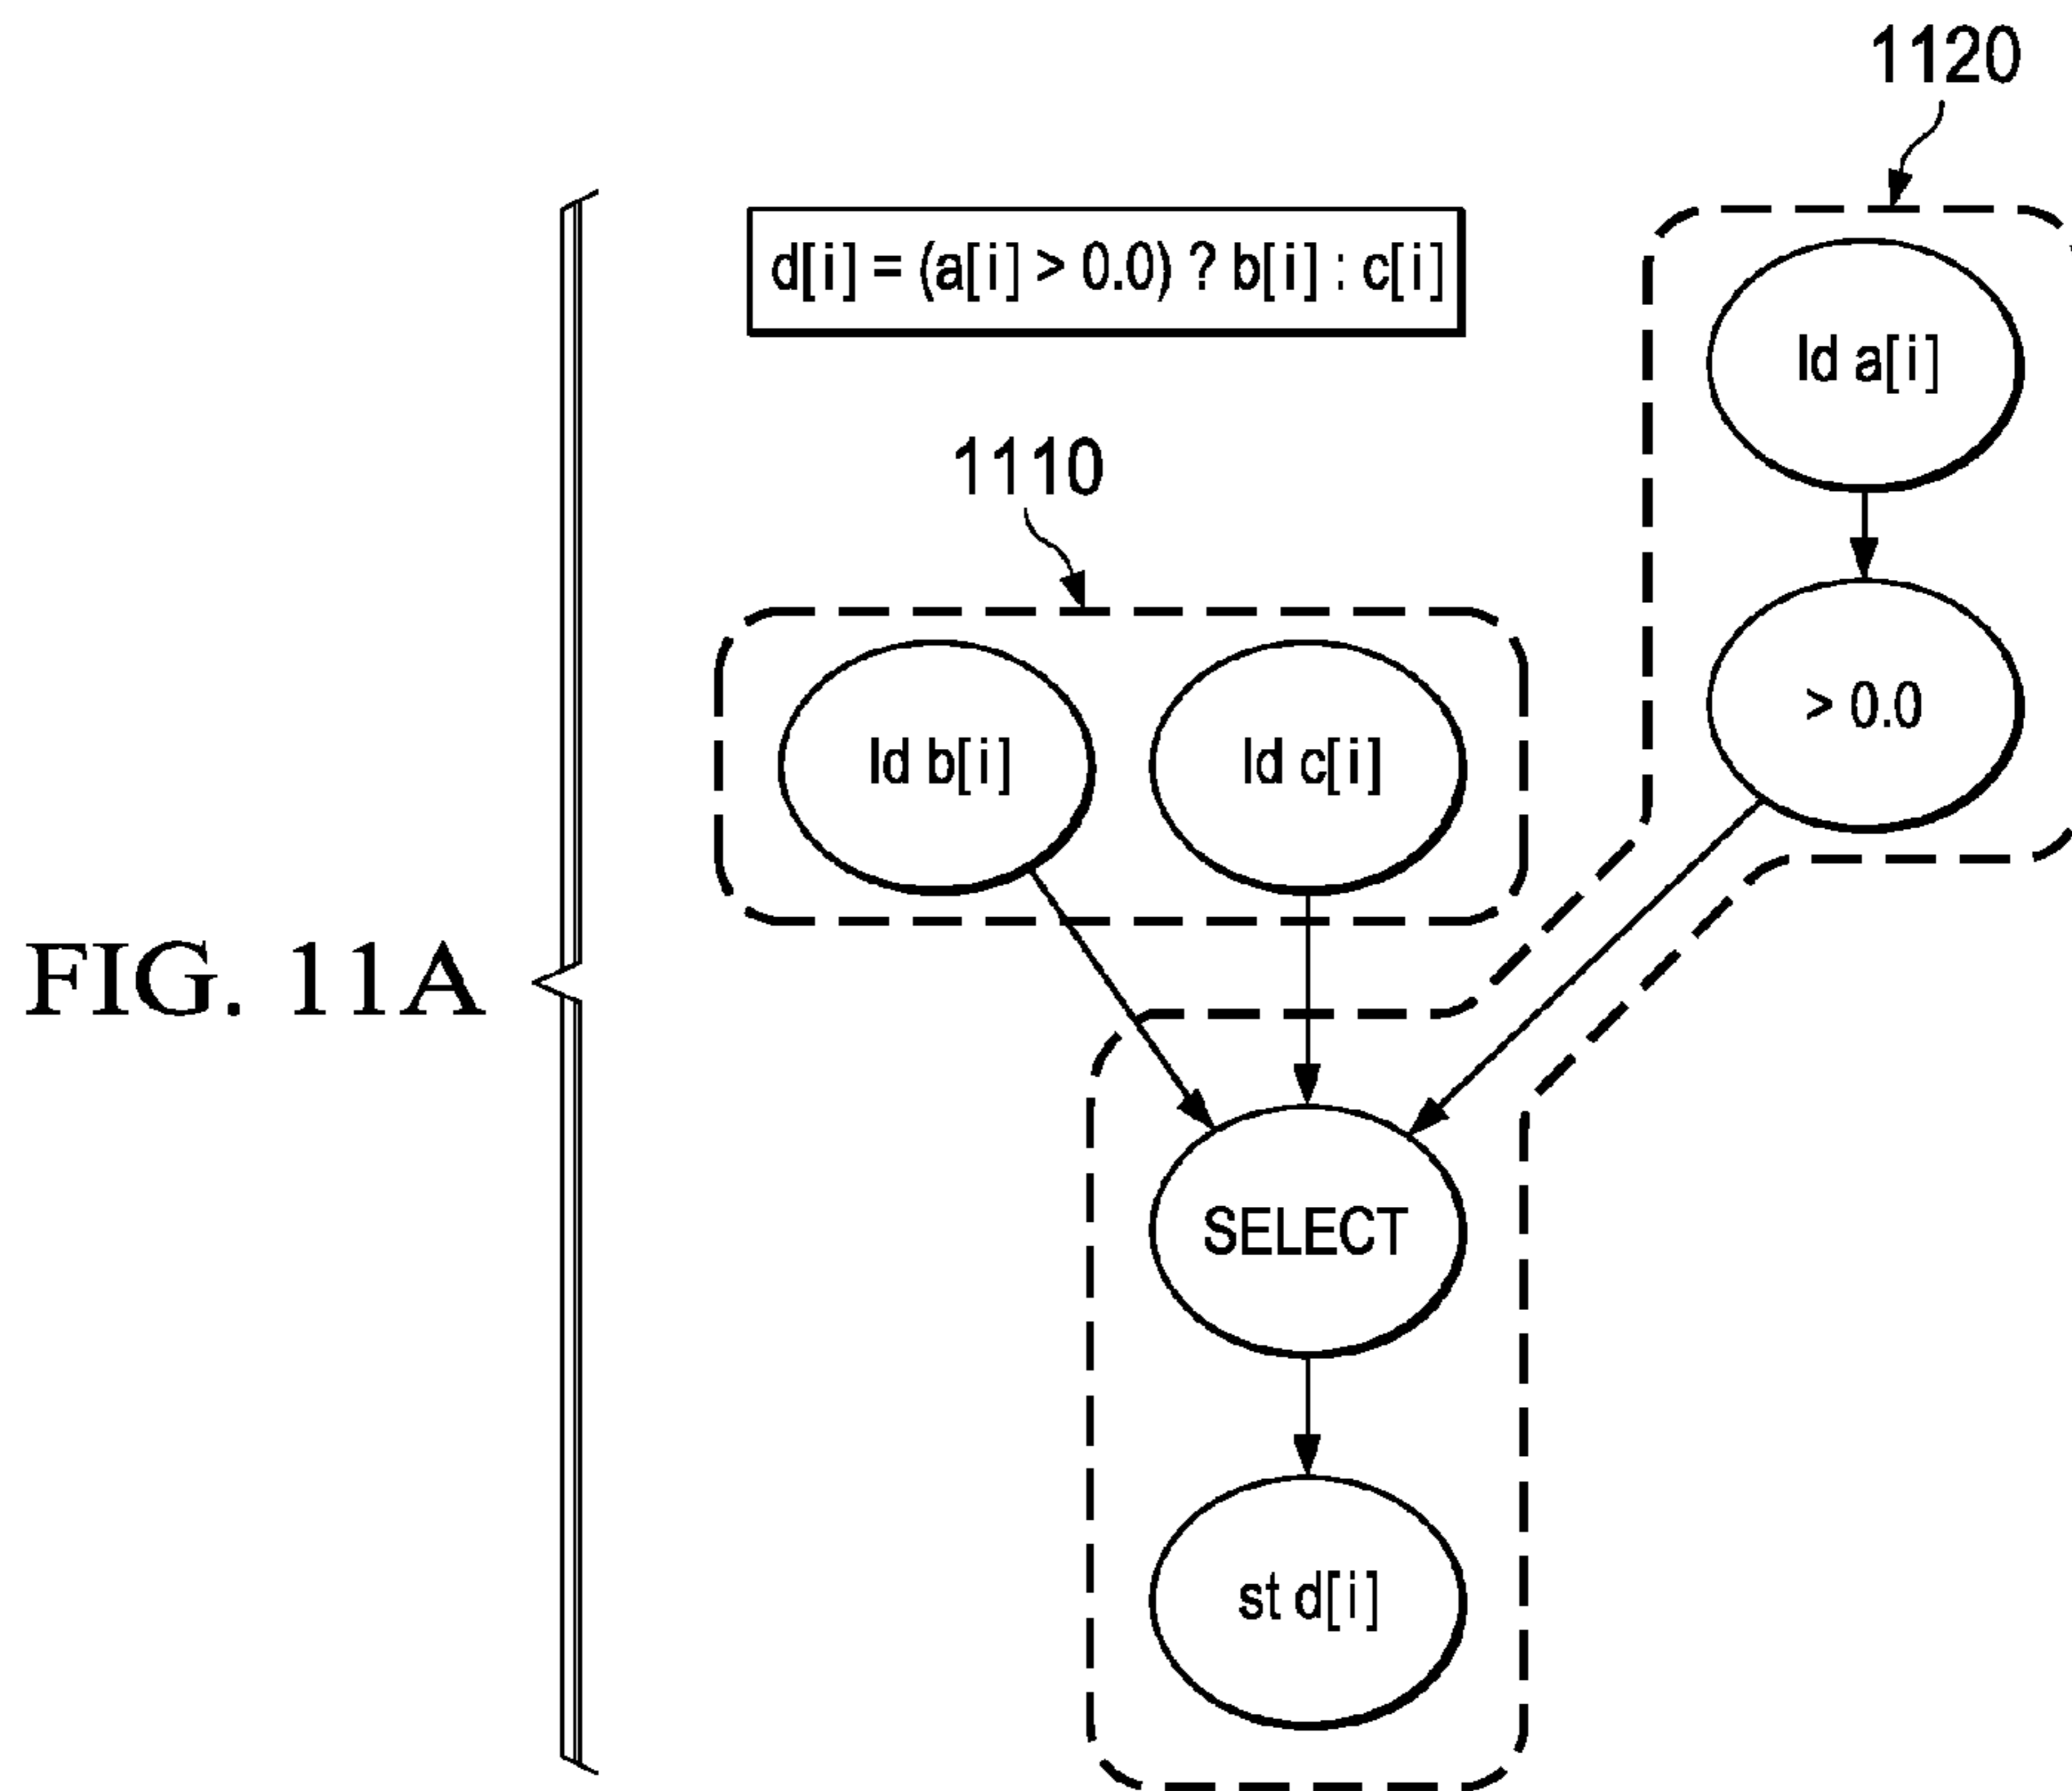 1120
d[i] = (a[i] > 0.0) ? b[i] : c[i]
ld a[i]
1110
> 0.0
ld b[i]
ld c[i]
FIG. 11A
SELECT
st d[i]